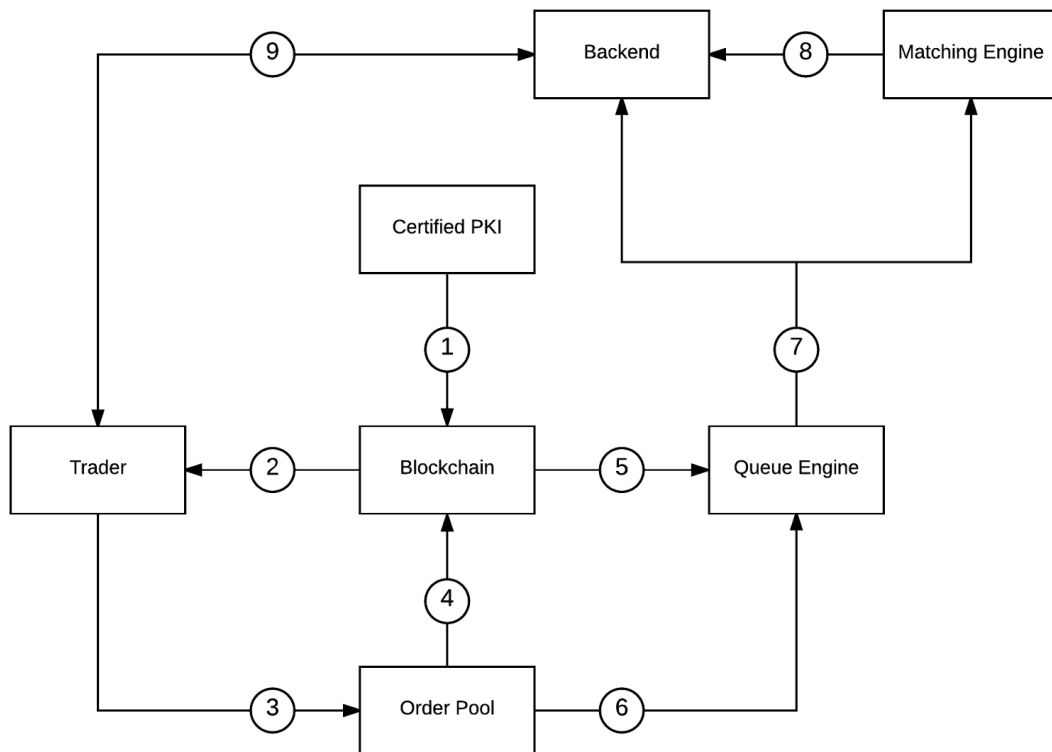 9
Backend
8
Matching Engine
Certified PKI
1
7
Trader
2
Blockchain
5
Queue Engine
4
3
Order Pool
6